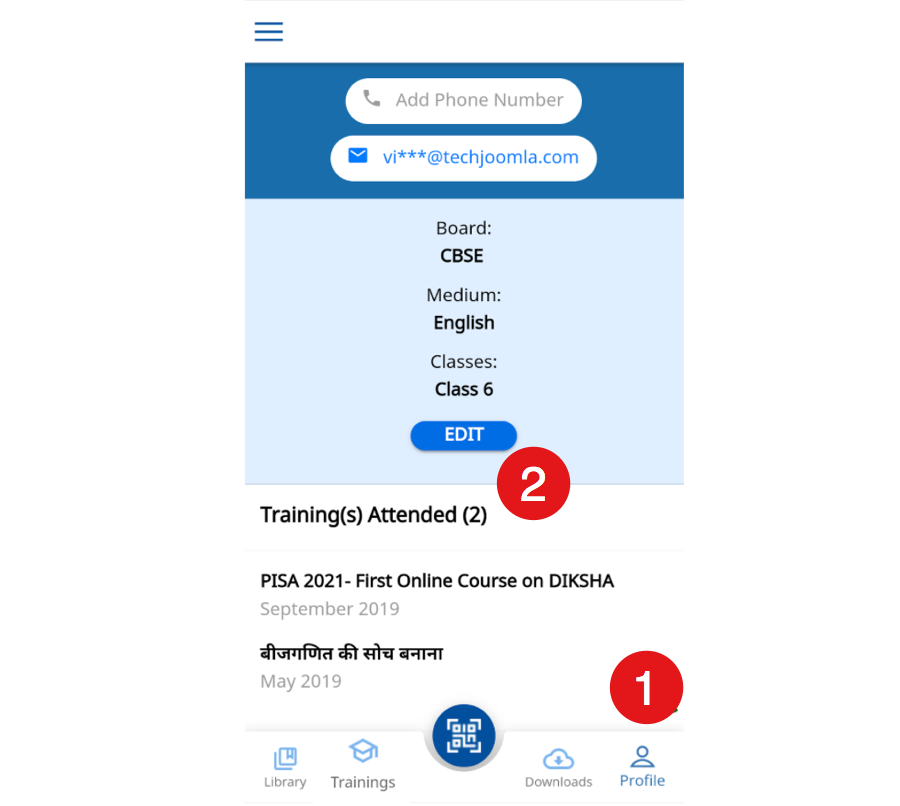 Add Phone Number
vi***@techjoomla.com
Board:
CBSE
Medium:
English
Classes:
Class 6
EDIT
2
Training(s) Attended (2)
PISA 2021- First Online Course on DIKSHA
September 2019
बीजगणित की सोच बनाना
May 2019
1
Library
Trainings
Downloads
Profile